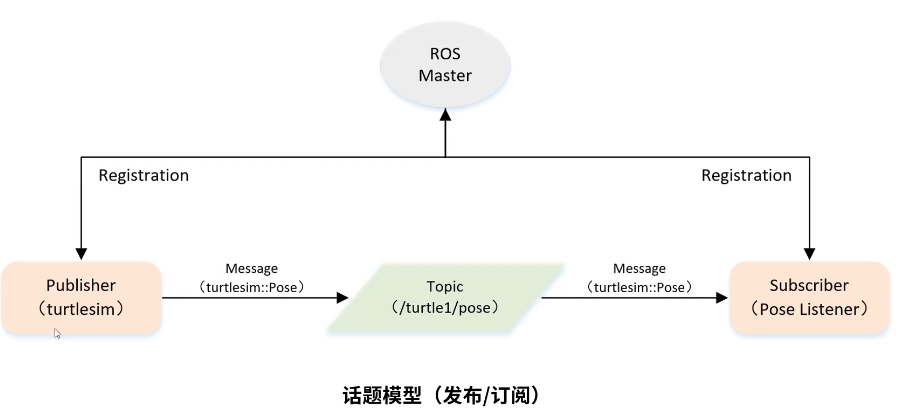 ROS
Master
Registration
Registration
Publisher
（turtlesim）
Message
（turtlesim::Pose）
Topic
（/turtle1/pose）
Message
（turtlesim::Pose）
Subscriber
（Pose Listener）
话题模型（发布/订阅）